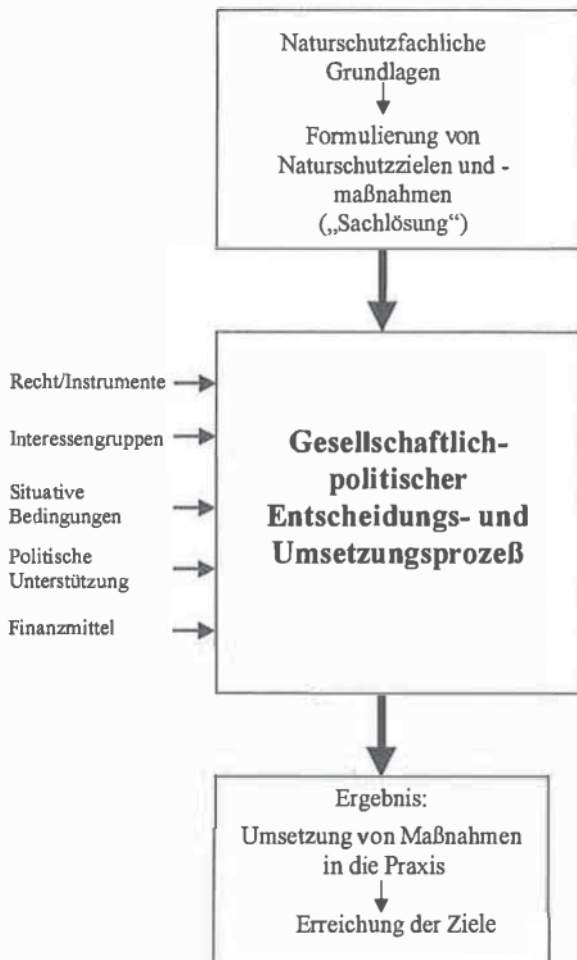 Naturschutzfachliche
Grundlagen
Formulierung von
Naturschutzzielen und -
maßnahmen
(„Sachlösung“)
Recht/Instrumente
Interessengruppen
Situative
Bedingungen
Politische
Unterstützung
Finanzmittel
Gesellschaftlich-
politischer
Entscheidungs- und
Umsetzungsprozeß
Ergebnis:
Umsetzung von Maßnahmen
in die Praxis
Erreichung der Ziele